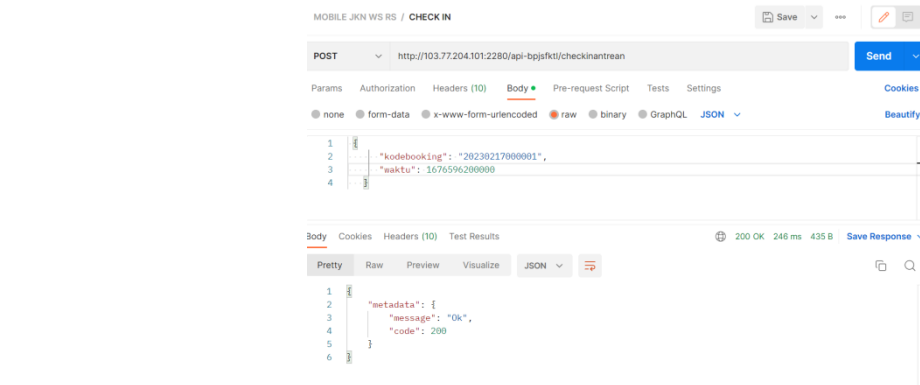 MOBILE JKN WS RS / CHECK IN
Save
POST http://103.77.204.101:2280/api-bpjsfktl/checkinantrean Send
Params Authorization Headers (10) Body Pre-request Script Tests Settings Cookies
none form-data x-www-form-urlencoded raw binary GraphQL JSON Beautify
1 {
2 "kodebooking": "20230217000001",
3 "waktu": 1676596200000
4 }
Body Cookies Headers (10) Test Results 200 OK 246 ms 435 B Save Response
Pretty Raw Preview Visualize JSON
1 {
2 "metadata": {
3 "message": "Ok",
4 "code": 200
5 }
6 }